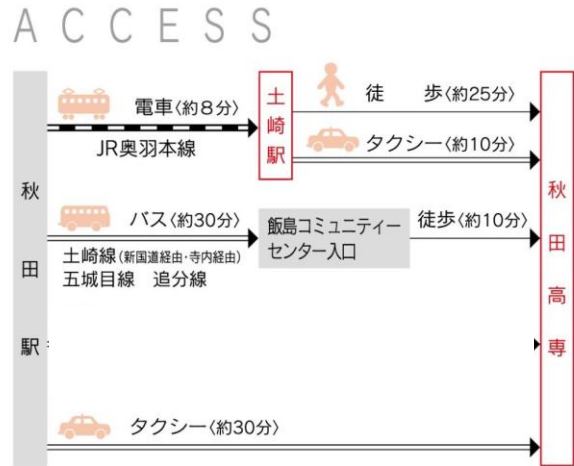 ACCESS
秋田駅
電車〈約8分〉
JR奥羽本線
土崎駅
徒歩〈約25分〉
タクシー〈約10分〉
バス〈約30分〉
土崎線(新国道経由・寺内経由)
五城目線 追分線
飯島コミュニティー
センター入口
徒歩〈約10分〉
タクシー〈約30分〉
秋田高専